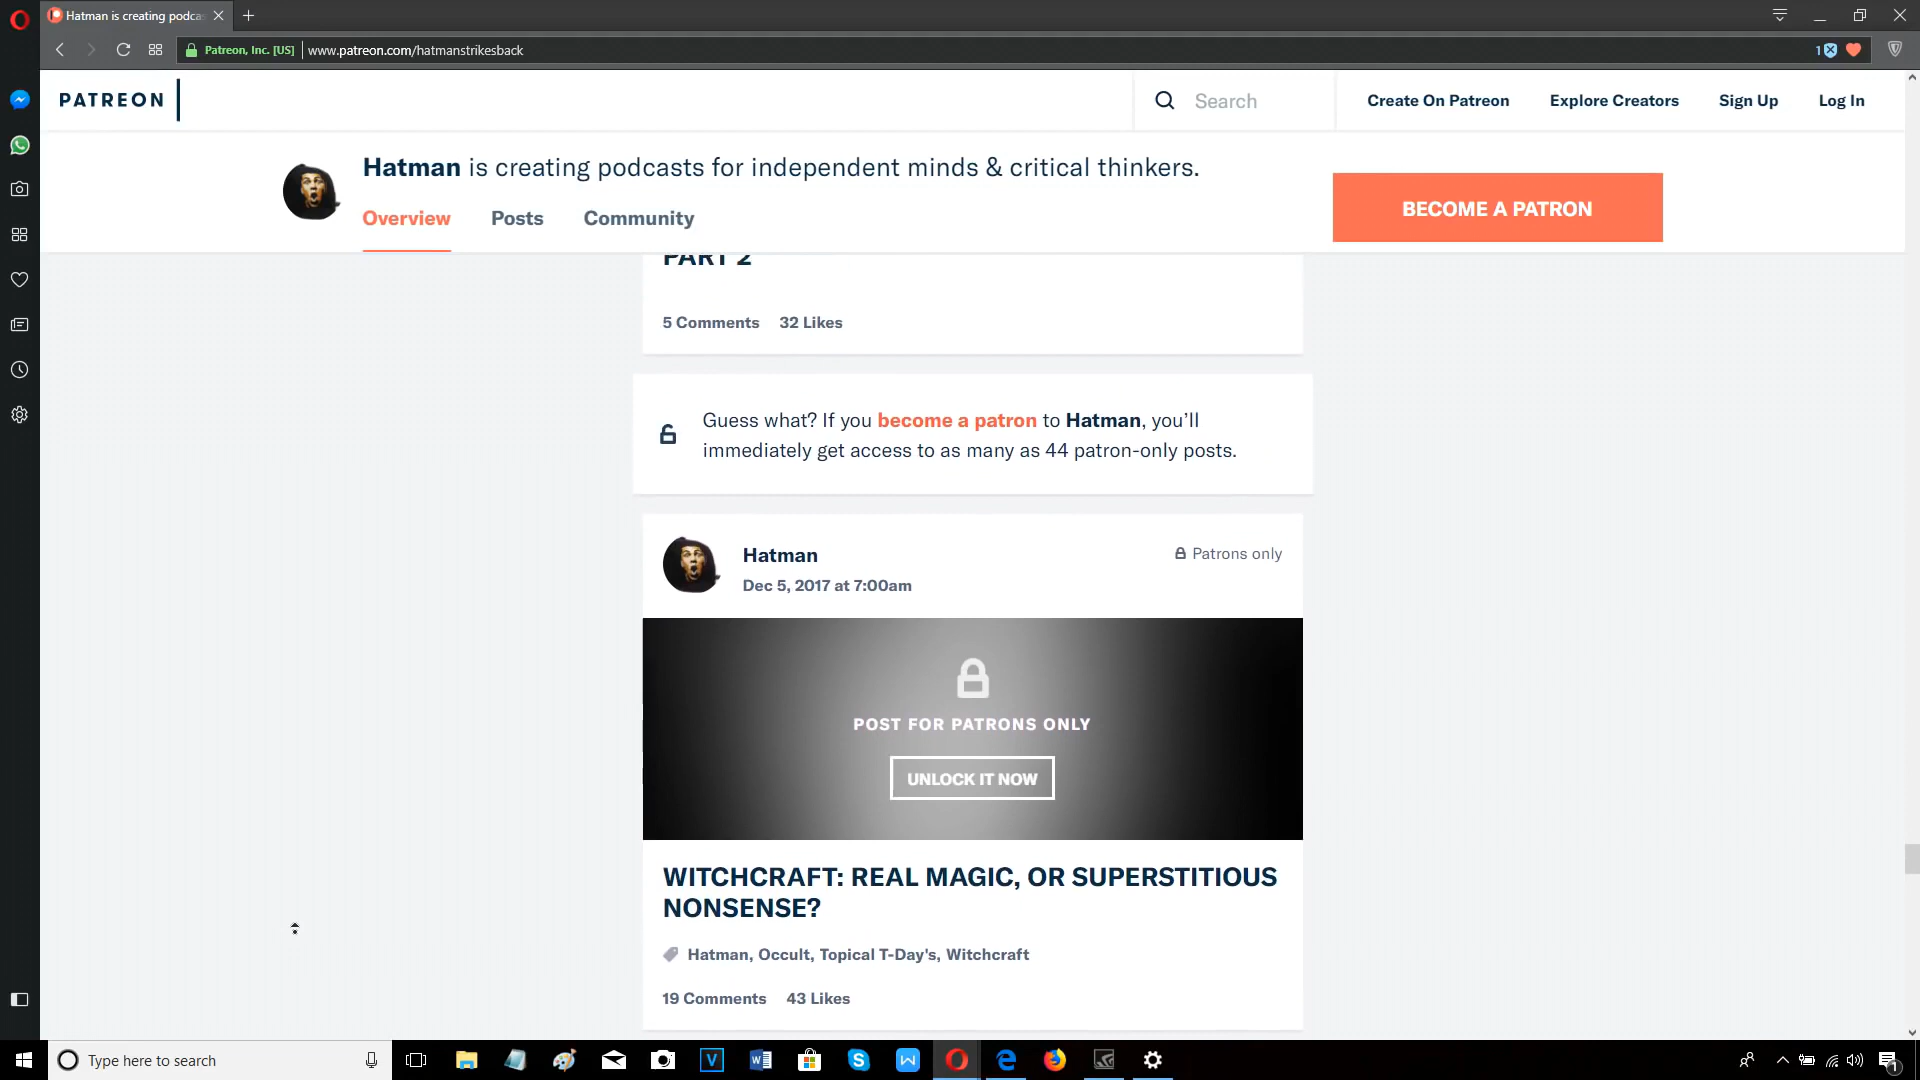 Hatman is creating podca
Patreon, Inc. [US]
www.patreon.com/hatmanstrikesback
1
PATREON
Search
Create On Patreon
Explore Creators
Sign Up
Log In
Hatman is creating podcasts for independent minds & critical thinkers.
BECOME A PATRON
Overview
Posts
Community
PART 2
5 Comments
32 Likes
Guess what? If you become a patron to Hatman, you'll
immediately get access to as many as 44 patron-only posts.
Hatman
Patrons only
Dec 5, 2017 at 7:00am
POST FOR PATRONS ONLY
UNLOCK IT NOW
WITCHCRAFT: REAL MAGIC, OR SUPERSTITIOUS
NONSENSE?
Hatman, Occult, Topical T-Day's, Witchcraft
19 Comments
43 Likes
Type here to search
1